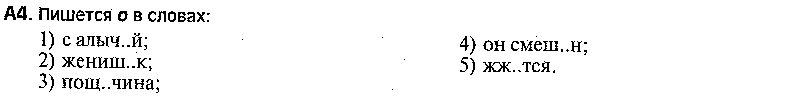 А4. Пишется о в словах:
1) с алыч..й;
2) жениш..к;
3) пощ..чина;
4) он смеш..н;
5) жж..тся.